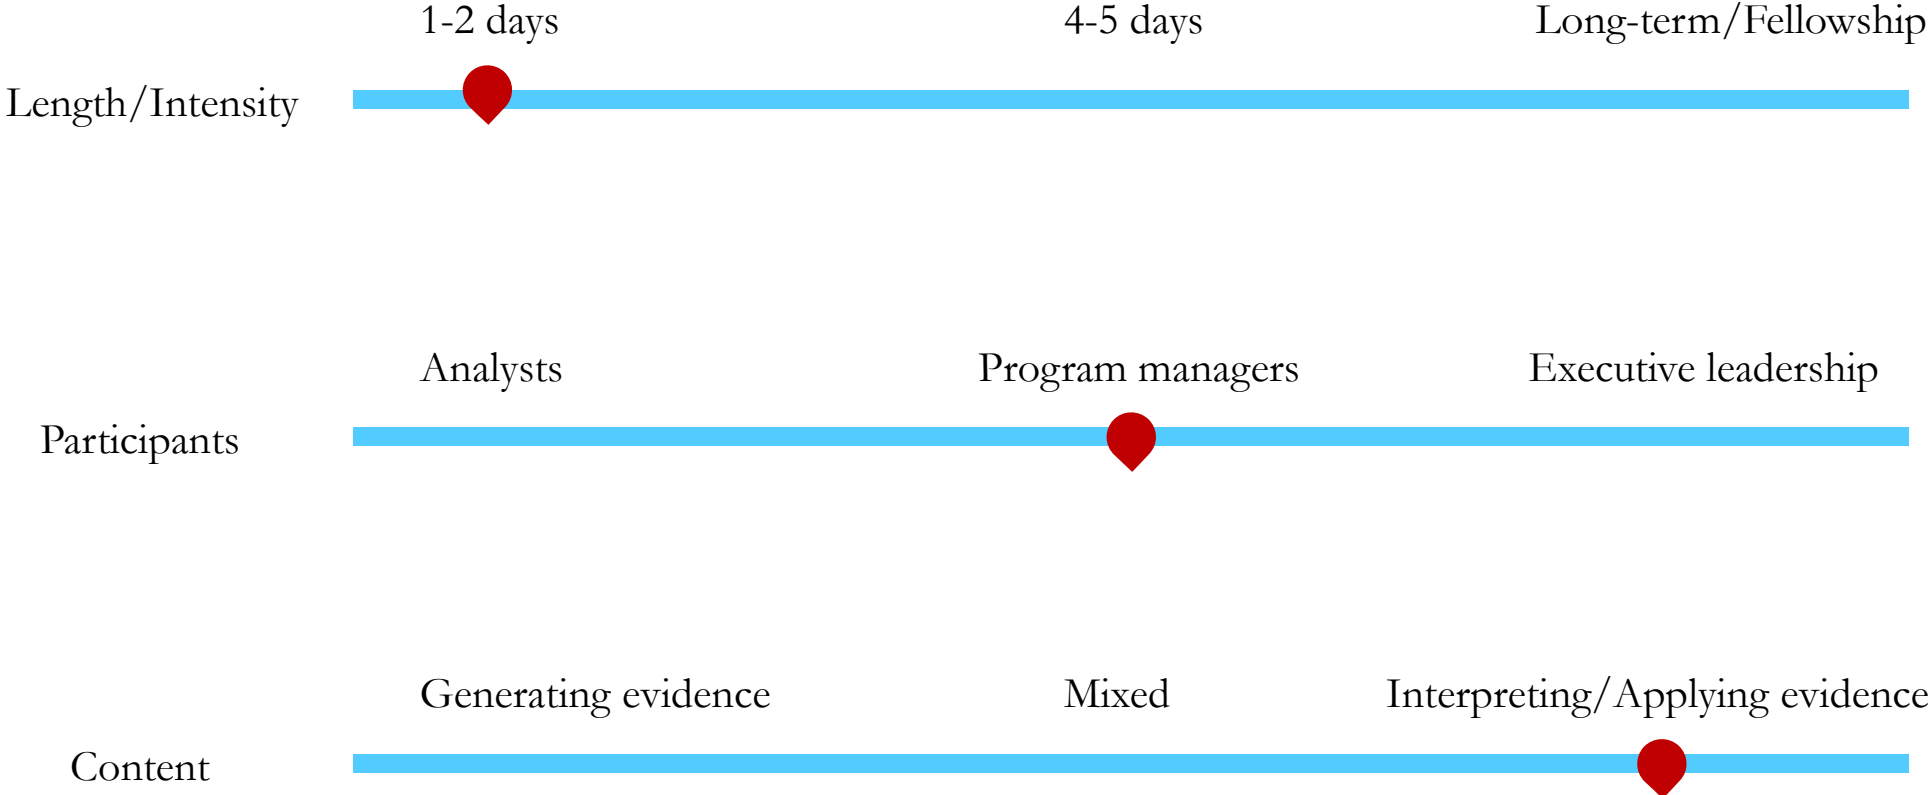 1-2 days 4-5 days Long-term/Fellowship
Length/Intensity
Analysts Program managers Executive leadership
Participants
Generating evidence Mixed Interpreting/Applying evidence
Content